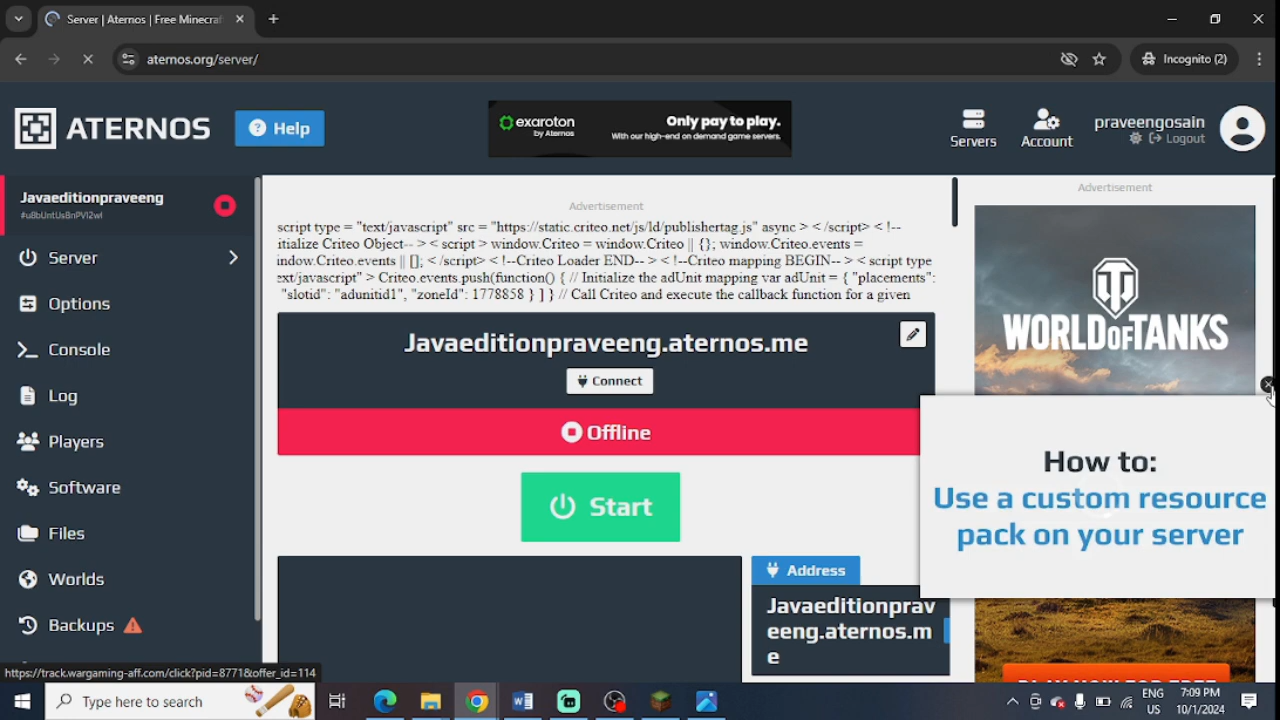 Server | Aternos | Free Minecraf
aternos.org/server/
Incognito (2)
ATERNOS
Help
exaroton
by Aternos
Only pay to play.
With our high-end on demand game servers.
Servers
Account
praveengosain
Logout
Javaeditionpraveeng
Server
Options
Console
Log
Players
Software
Files
Worlds
Backups
Advertisement
script type = "text/javascript" src = "https://static.criteo.net/js/ld/publishertag.js" async > < /script> < !--
itialize Criteo Object-- > < script > window.Criteo = window.Criteo || {}; window.Criteo.events =
indow.Criteo.events || []; < /script> < !--Criteo Loader END-- > < !--Criteo mapping BEGIN-- > < script type
ext/javascript" > Criteo.events.push(function() { // Initialize the adUnit mapping var adUnit = { "placements":
"slotid": "adunitid1", "zoneId": 1778858 } ] } // Call Criteo and execute the callback function for a given
Javaeditionpraveeng.aternos.me
Connect
Offline
Start
Address
Javaeditionprav
eeng.aternos.m
e
Advertisement
WORLD OF TANKS
How to:
Use a custom resource
pack on your server
https://track.wargaming-aff.com/click?pid=8771&offer_id=114
Type here to search
ENG
US
7:09 PM
10/1/2024